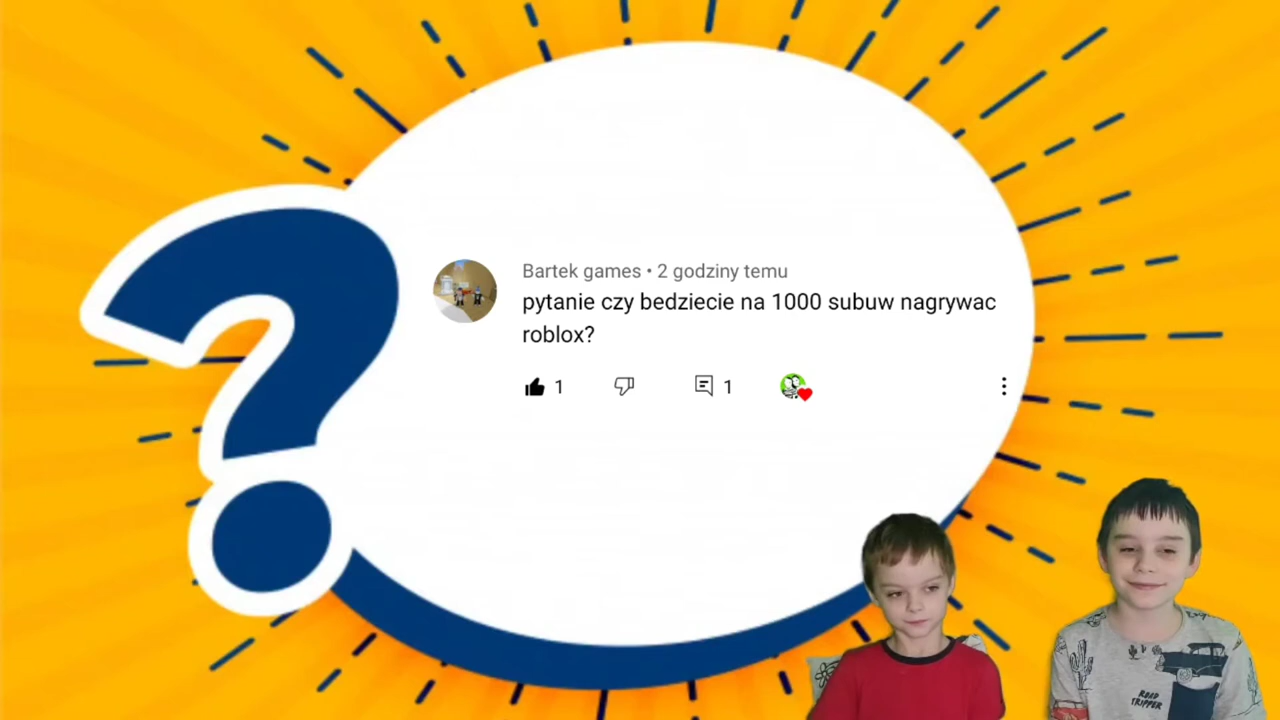 ?
Bartek games • 2 godziny temu
pytanie czy bedziecie na 1000 subuw nagrywac
roblox?
1 1
ROAD
TRIPPER